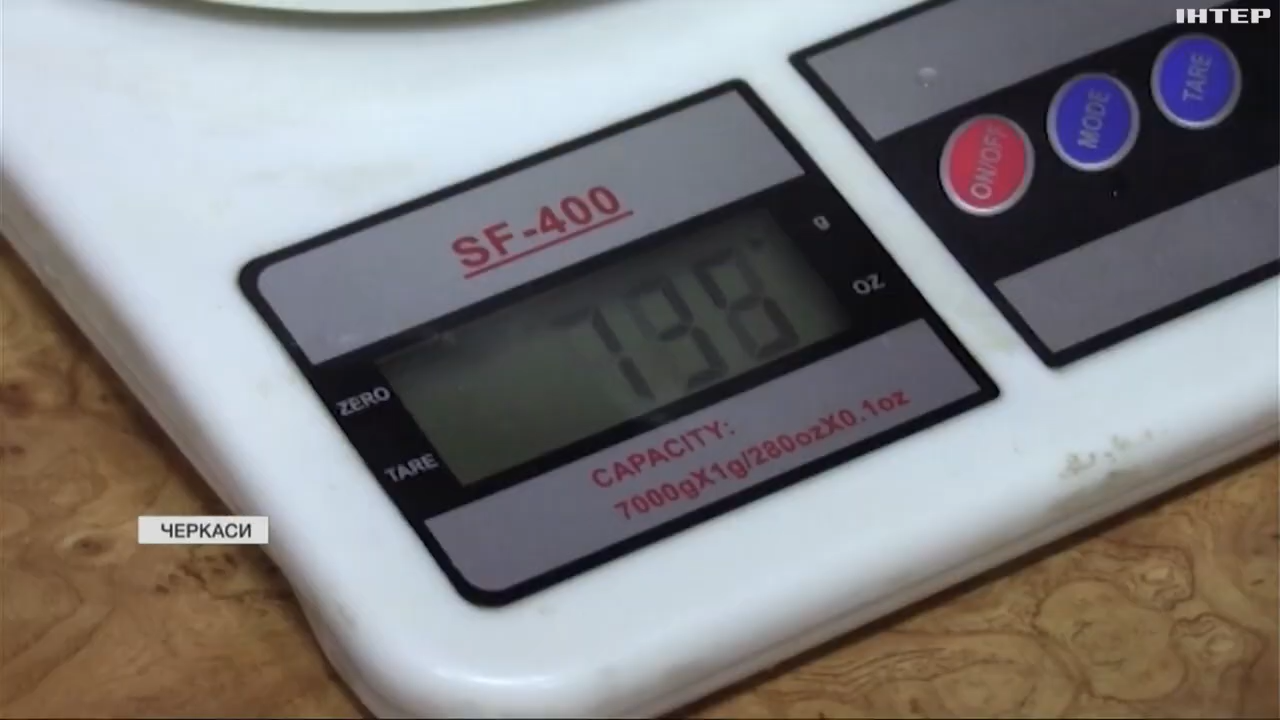 ІНТЕР
ON/OFF
MODE
TARE
SF-400
798
g
OZ
ZERO
TARE
CAPACITY:
7000gX1g/280ozX0.1oz
ЧЕРКАСИ